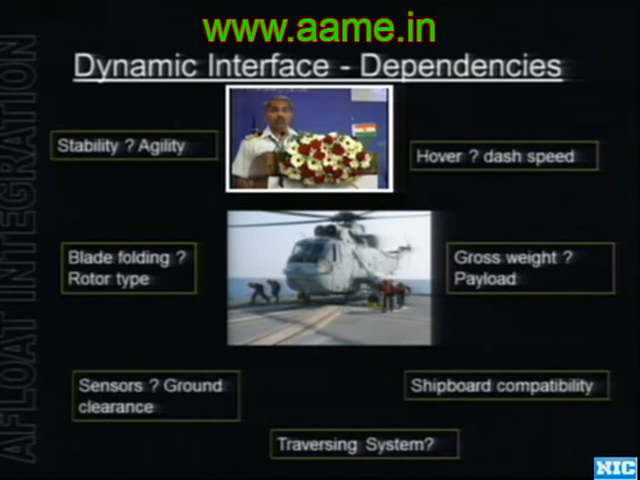 www.aame.in
Dynamic Interface - Dependencies
AFLOAT INTEGRATION
Stability ? Agility
Hover ? dash speed
Blade folding ?
Rotor type
Gross weight ?
Payload
Sensors ? Ground
clearance
Shipboard compatibility
Traversing System?
NIC